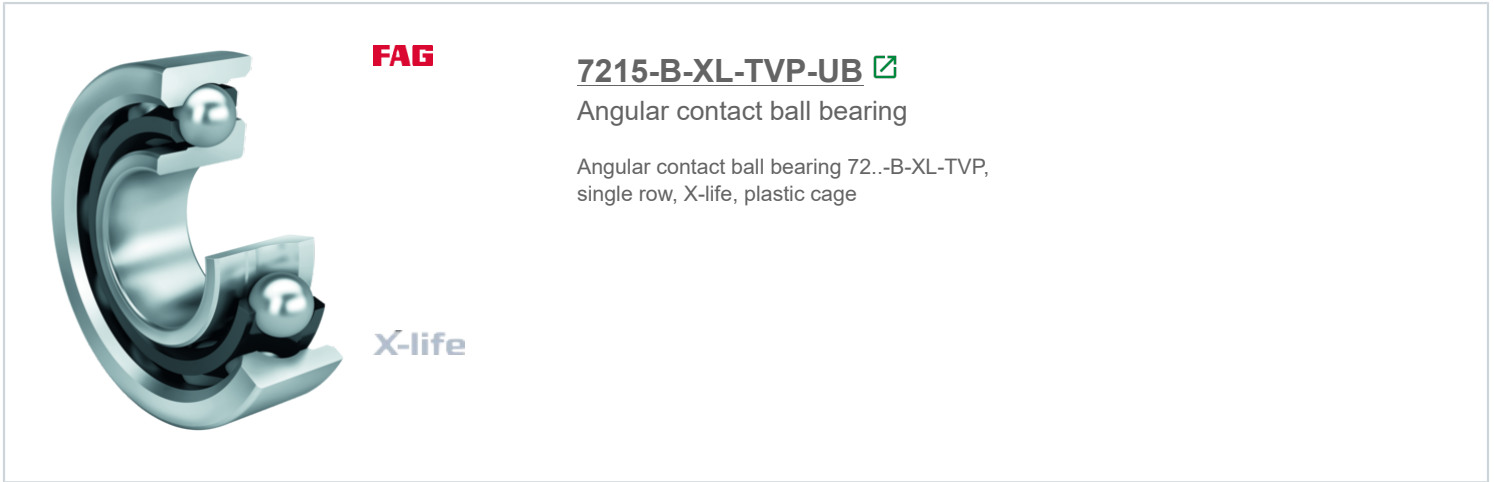 FAG
7215-B-XL-TVP-UB
Angular contact ball bearing
Angular contact ball bearing 72..-B-XL-TVP,
single row, X-life, plastic cage
X-life